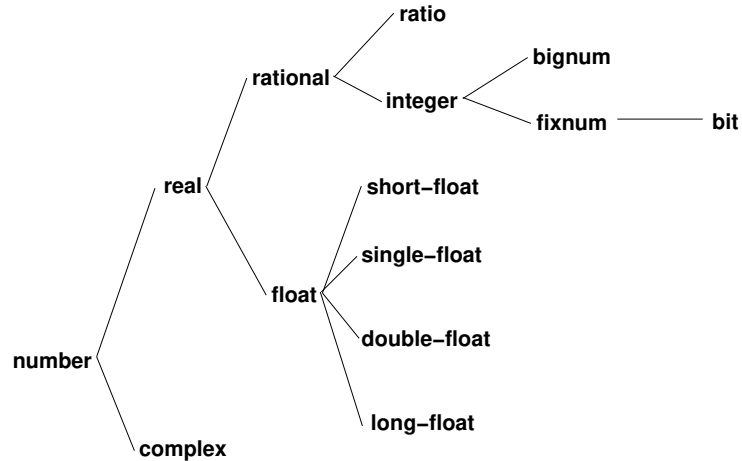 ratio
rational
bignum
integer
fixnum
bit
real
short−float
single−float
float
double−float
number
long−float
complex